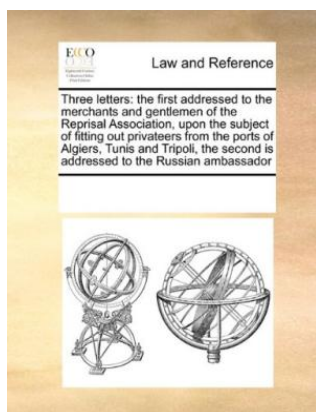 ECCO
Law and Reference
Three letters: the first addressed to the
merchants and gentlemen of the
Reprisal Association, upon the subject
of fitting out privateers from the ports of
Algiers, Tunis and Tripoli, the second is
addressed to the Russian ambassador